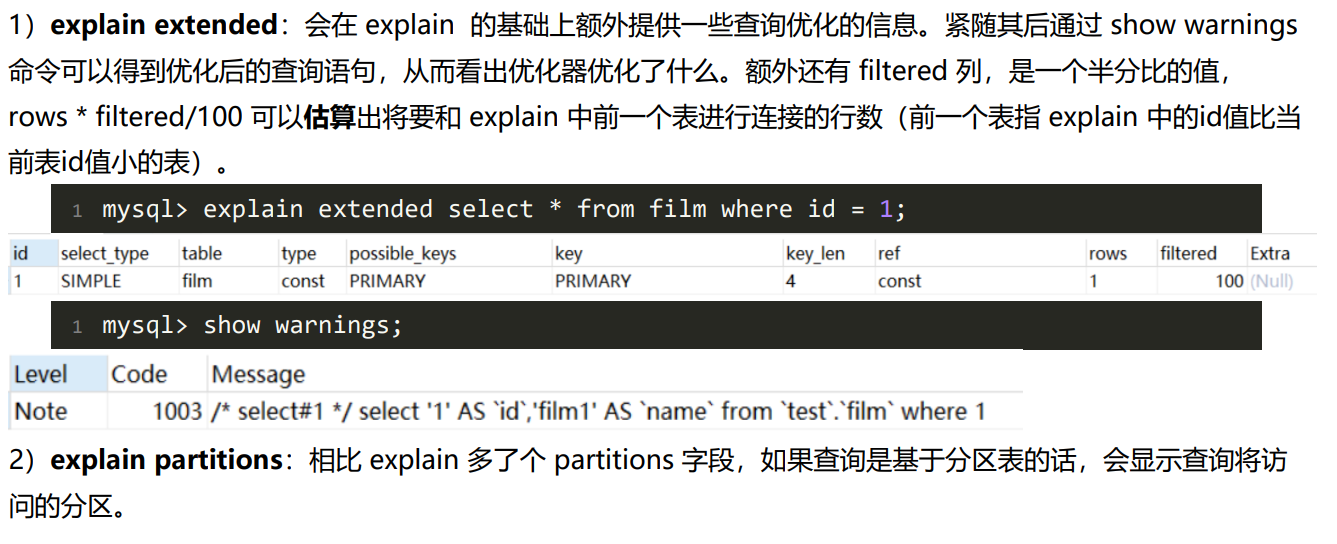 1）explain extended：会在 explain 的基础上额外提供一些查询优化的信息。紧随其后通过 show warnings
命令可以得到优化后的查询语句，从而看出优化器优化了什么。额外还有 filtered 列，是一个半分比的值，
rows * filtered/100 可以估算出将要和 explain 中前一个表进行连接的行数（前一个表指 explain 中的id值比当
前表id值小的表）。
1 mysql> explain extended select * from film where id = 1;
id select_type table type possible_keys key key_len ref rows filtered Extra
1 SIMPLE film const PRIMARY PRIMARY 4 const 1 100 (Null)
1 mysql> show warnings;
Level Code Message
Note 1003 /* select#1 */ select '1' AS `id`,'film1' AS `name` from `test`.`film` where 1
2）explain partitions：相比 explain 多了个 partitions 字段，如果查询是基于分区表的话，会显示查询将访
问的分区。